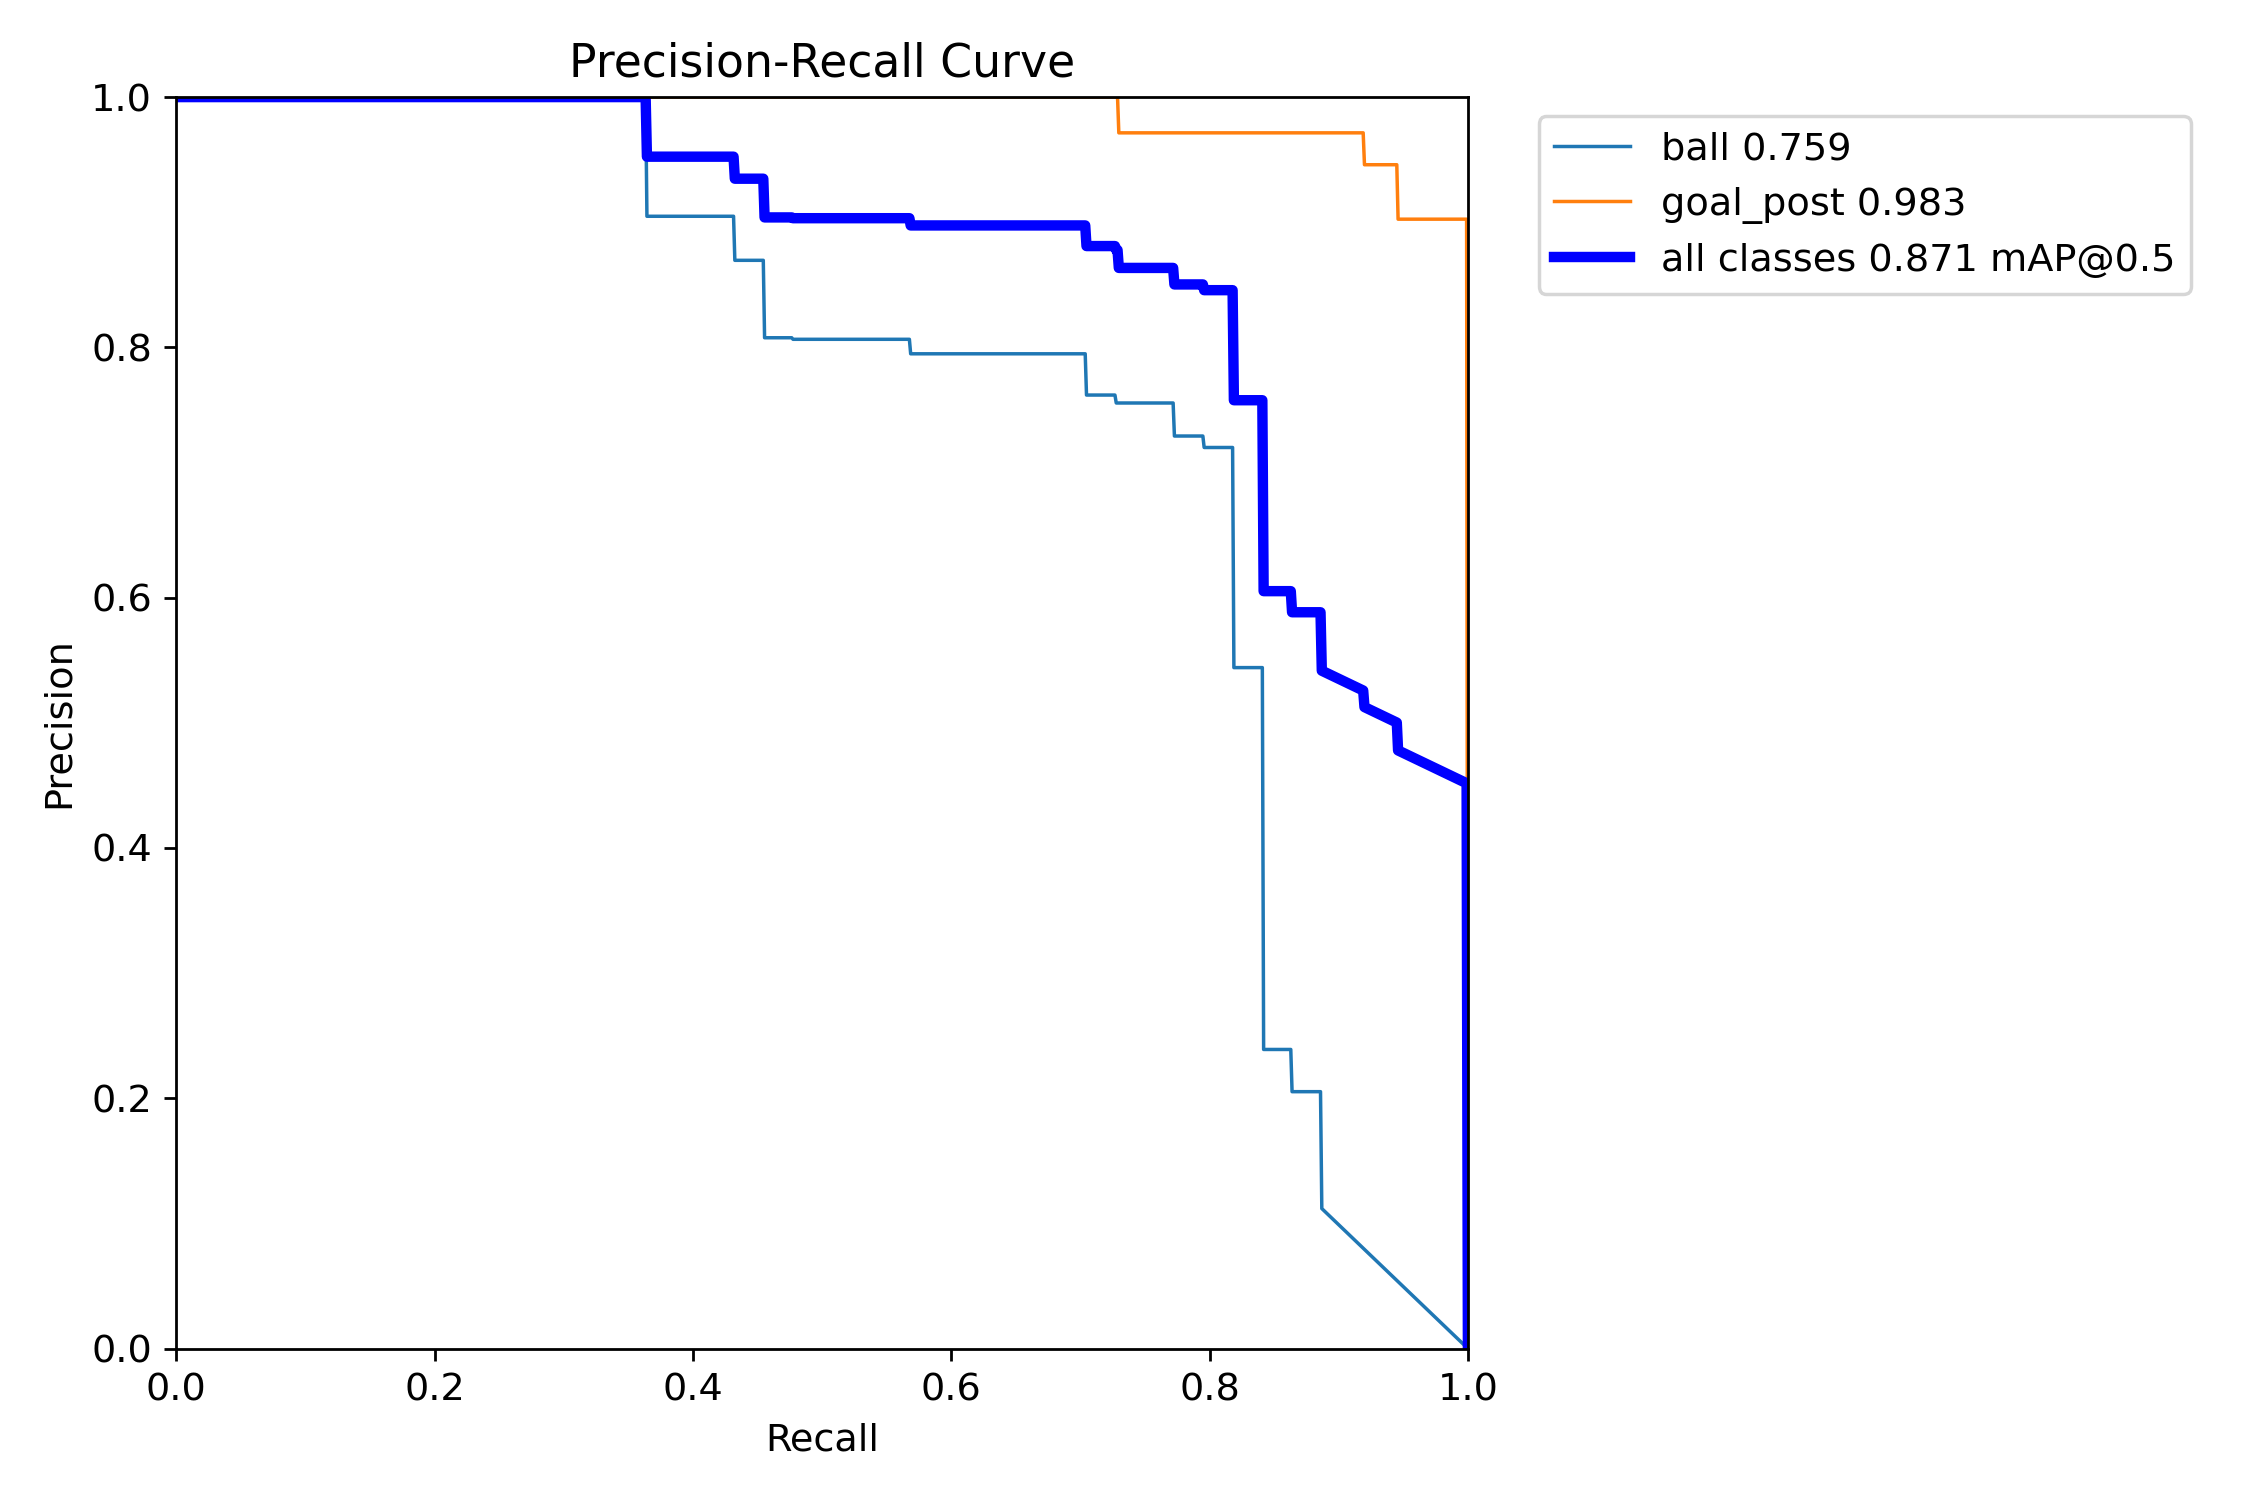 Precision-Recall Curve
1.0
0.8
0.6
0.4
0.2
0.0
Precision
0.0 0.2 0.4 0.6 0.8 1.0
Recall
ball 0.759
goal_post 0.983
all classes 0.871 mAP@0.5